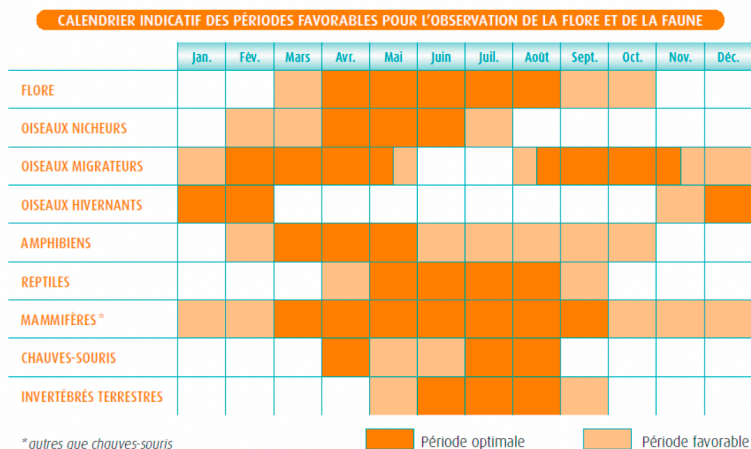 CALENDRIER INDICATIF DES PÉRIODES FAVORABLES POUR L'OBSERVATION DE LA FLORE ET DE LA FAUNE
Jan. Fév. Mars Avr. Mai Juin Juil. Août Sept. Oct. Nov. Déc.
FLORE
OISEAUX NICHEURS
OISEAUX MIGRATEURS
OISEAUX HIVERNANTS
AMPHIBIENS
REPTILES
MAMMIFÈRES*
CHAUVES-SOURIS
INVERTÉBRÉS TERRESTRES
*autres que chauves-souris Période optimale Période favorable